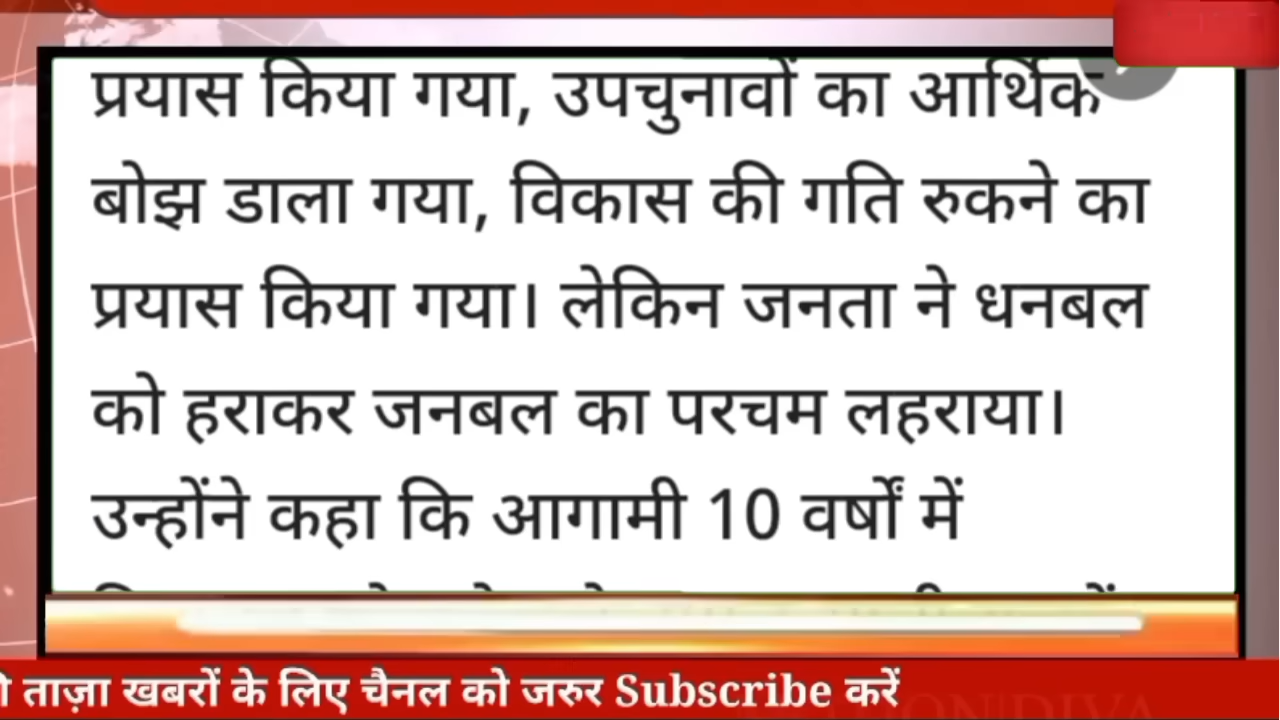 प्रयास किया गया, उपचुनावों का आर्थिक
बोझ डाला गया, विकास की गति रुकने का
प्रयास किया गया। लेकिन जनता ने धनबल
को हराकर जनबल का परचम लहराया।
उन्होंने कहा कि आगामी 10 वर्षों में
ताज़ा खबरों के लिए चैनल को जरुर Subscribe करें